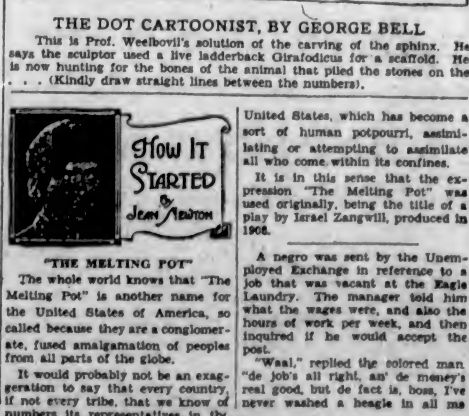 THE DOT CARTOONIST, BY GEORGE BELL
This is Prof. Weelbovil's solution of the carving of the sphinx. He
says the sculptor used a live ladderback Girafodicus for a scaffold. He
is now hunting for the bones of the animal that piled the stones on the
. . . (Kindly draw straight lines between the numbers).
HOW IT
STARTED
By
JEAN NEWTON
"THE MELTING POT"
The whole world knows that "The
Melting Pot" is another name for
the United States of America, so
called because they are a conglomer-
ate, fused amalgamation of peoples
from all parts of the globe.
It would probably not be an exag-
geration to say that every country,
if not every tribe, that we know of
numbers its representatives in the
United States, which has become a
sort of human potpourri, assimi-
lating or attempting to assimilate
all who come within its confines.
It is in this sense that the ex-
pression "The Melting Pot" was
used originally, being the title of a
play by Israel Zangwill, produced in
1908.
A negro was sent by the Unem-
ployed Exchange in reference to a
job that was vacant at the Eagle
Laundry. The manager told him
what the wages were, and also the
hours of work per week, and then
inquired if he would accept the
post.
"Waal," replied the colored man
"de job's all right, an' de money's
real good, but de fact is, boss, I've
never washed a heagle in all ma